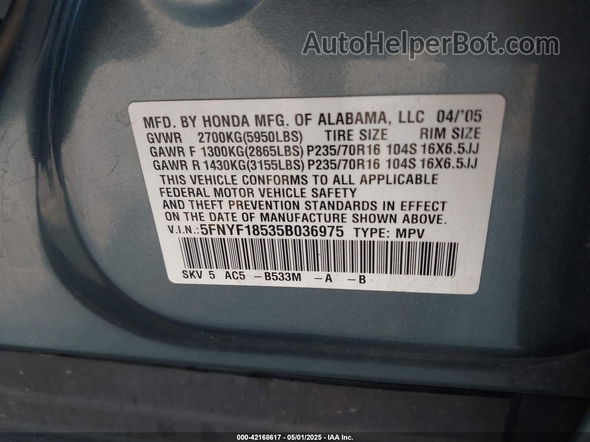 AutoHelperBot.com
MFD. BY HONDA MFG. OF ALABAMA, LLC 04/'05
GVWR 2700KG(5950LBS) TIRE SIZE RIM SIZE
GAWR F 1300KG(2865LBS) P235/70R16 104S 16X6.5JJ
GAWR R 1430KG(3155LBS) P235/70R16 104S 16X6.5JJ
THIS VEHICLE CONFORMS TO ALL APPLICABLE
FEDERAL MOTOR VEHICLE SAFETY
AND THEFT PREVENTION STANDARDS IN EFFECT
ON THE DATE OF MANUFACTURE SHOWN ABOVE.
V.I.N.: 5FNYF18535B036975 TYPE: MPV
SKV 5 AC5 -B533M -A -B
000-42168617 - 05/01/2025 - © IAA Inc.